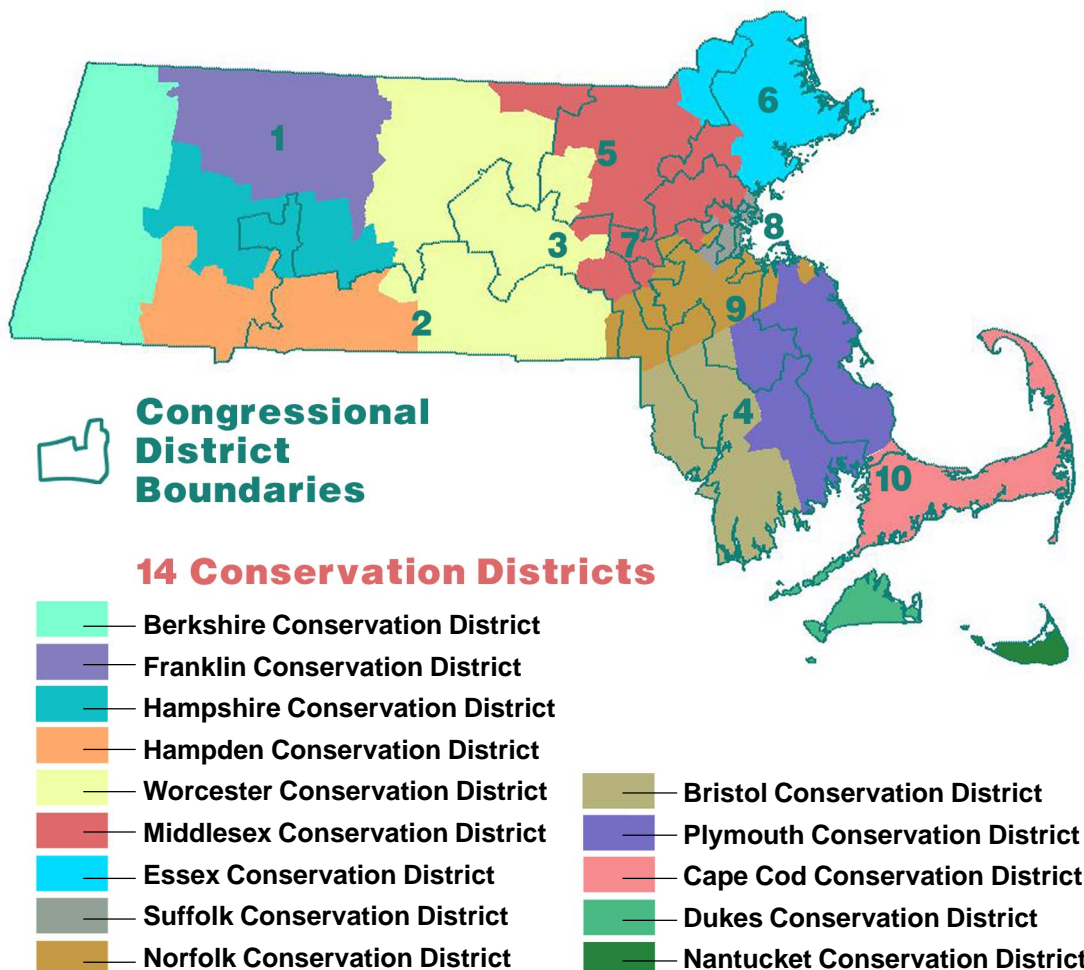 6
1
5
8
3
7
9
2
4
10
Congressional
District
Boundaries
14 Conservation Districts
Berkshire Conservation District
Franklin Conservation District
Hampshire Conservation District
Hampden Conservation District
Worcester Conservation District
Middlesex Conservation District
Essex Conservation District
Suffolk Conservation District
Norfolk Conservation District
Bristol Conservation District
Plymouth Conservation District
Cape Cod Conservation District
Dukes Conservation District
Nantucket Conservation District